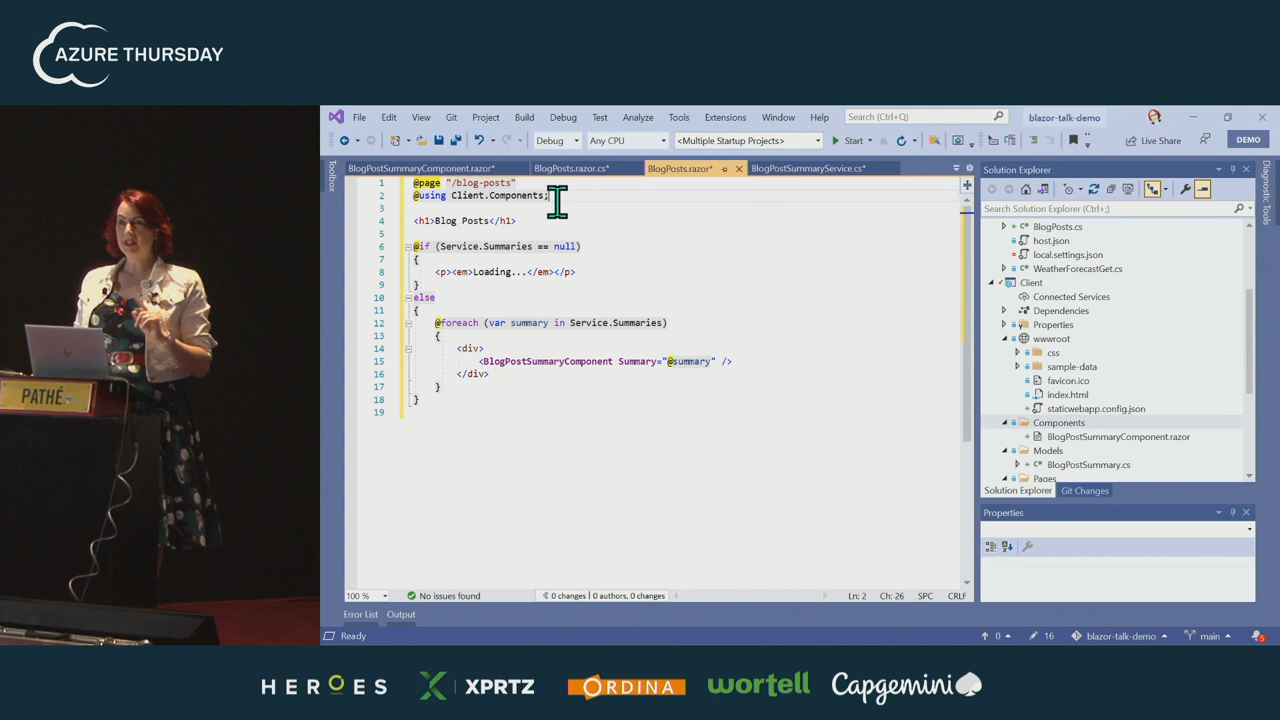 AZURE THURSDAY
File Edit View Git Project Build Debug Test Analyze Tools Extensions Window Help Search (Ctrl+Q) blazor-talk-demo
Debug Any CPU <Multiple Startup Projects> Start Live Share DEMO
Toolbox
BlogPostSummaryComponent.razor* BlogPosts.razor.cs* BlogPosts.razor* BlogPostSummaryService.cs*
1 @page "/blog-posts"
2 @using Client.Components;
3
4 <h1>Blog Posts</h1>
5
6 @if (Service.Summaries == null)
7 {
8 <p><em>Loading...</em></p>
9 }
10 else
11 {
12 @foreach (var summary in Service.Summaries)
13 {
14 <div>
15 <BlogPostSummaryComponent Summary="@summary" />
16 </div>
17 }
18 }
19
100 % No issues found 0 changes | 0 authors, 0 changes Ln: 2 Ch: 26 SPC CRLF
Error List Output
Ready 0 16 blazor-talk-demo main 5
Solution Explorer
Search Solution Explorer (Ctrl+;)
BlogPosts.cs
host.json
local.settings.json
WeatherForecastGet.cs
Client
Connected Services
Dependencies
Properties
wwwroot
css
sample-data
favicon.ico
index.html
staticwebapp.config.json
Components
BlogPostSummaryComponent.razor
Models
BlogPostSummary.cs
Pages
Solution Explorer Git Changes
Properties
PATHÉ
HEROES XPRTZ ORDINA wortell Capgemini